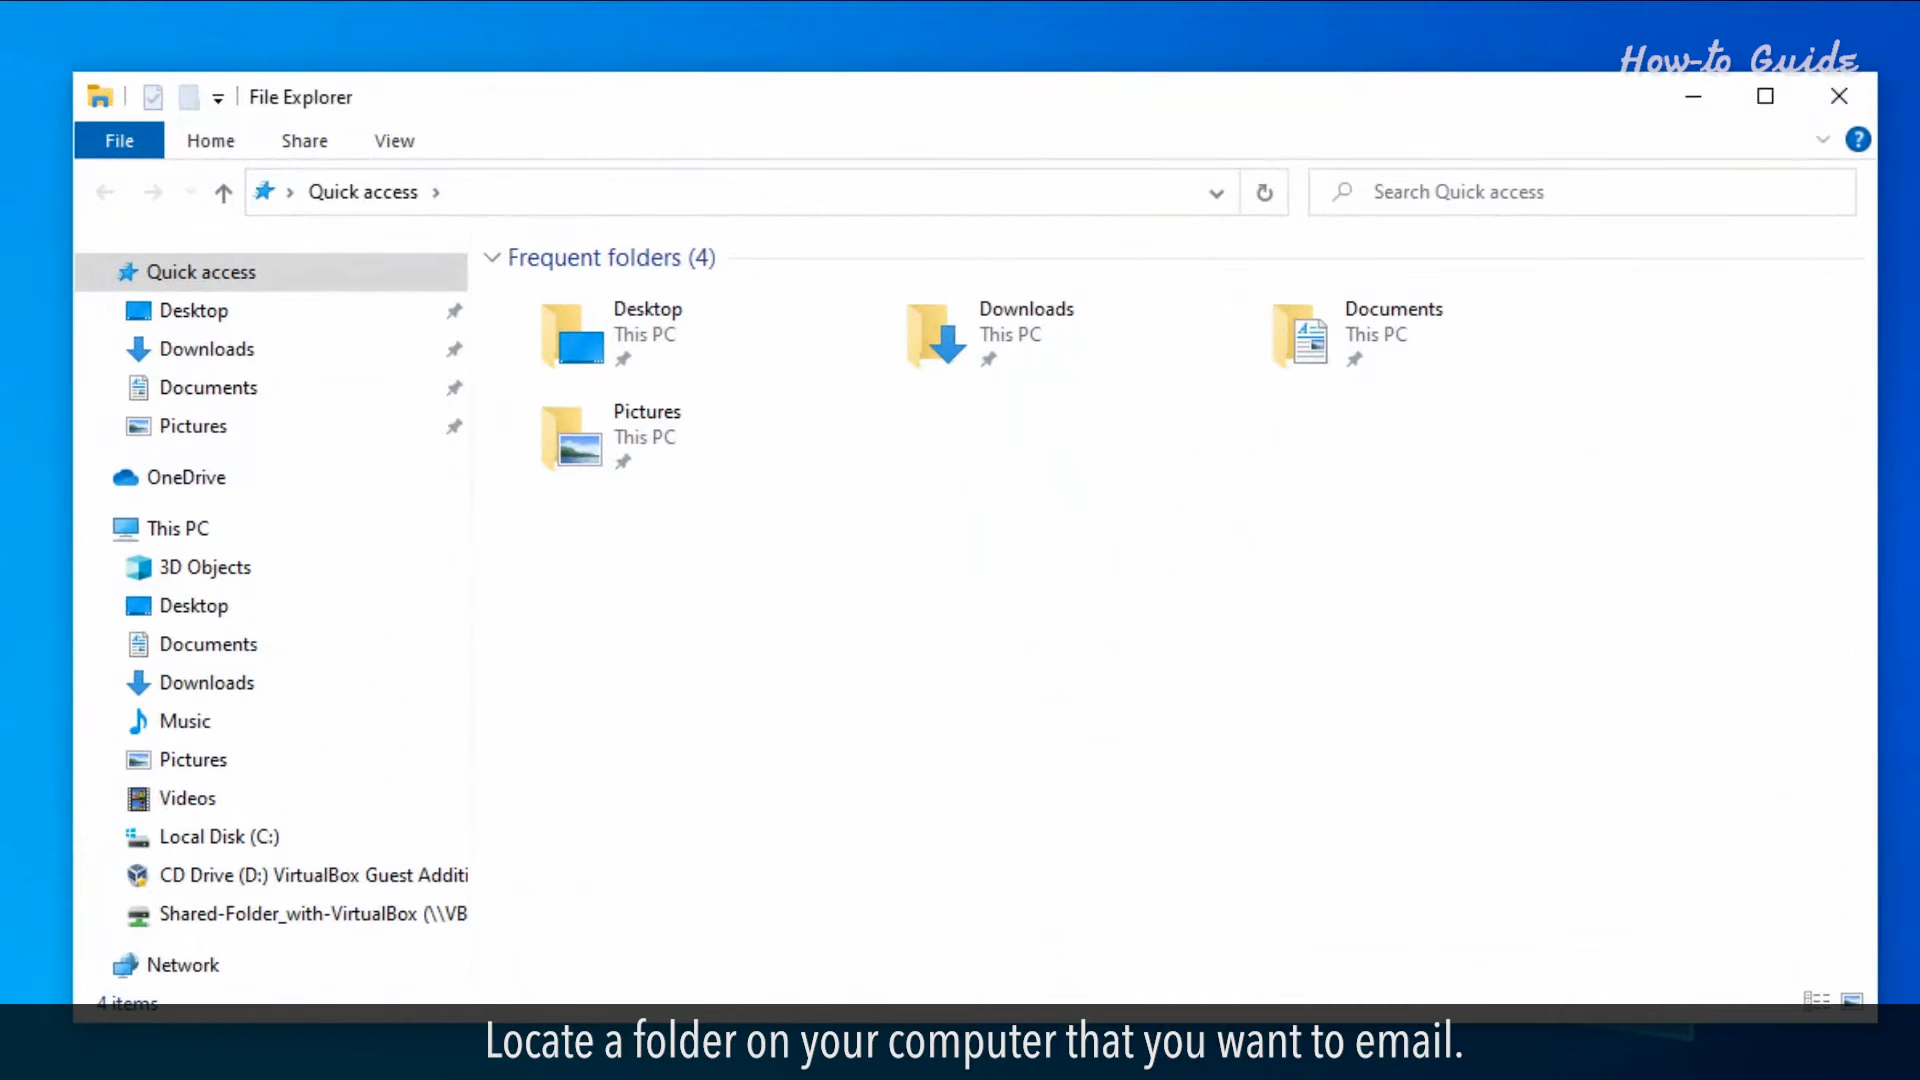 How-to Guide
File Explorer
File Home Share View
?
Quick access
Search Quick access
Quick access
Desktop
Downloads
Documents
Pictures
OneDrive
This PC
3D Objects
Desktop
Documents
Downloads
Music
Pictures
Videos
Local Disk (C:)
CD Drive (D:) VirtualBox Guest Additi
Shared-Folder_with-VirtualBox (\\VB
Network
Frequent folders (4)
Desktop
This PC
Downloads
This PC
Documents
This PC
Pictures
This PC
4 items
Locate a folder on your computer that you want to email.